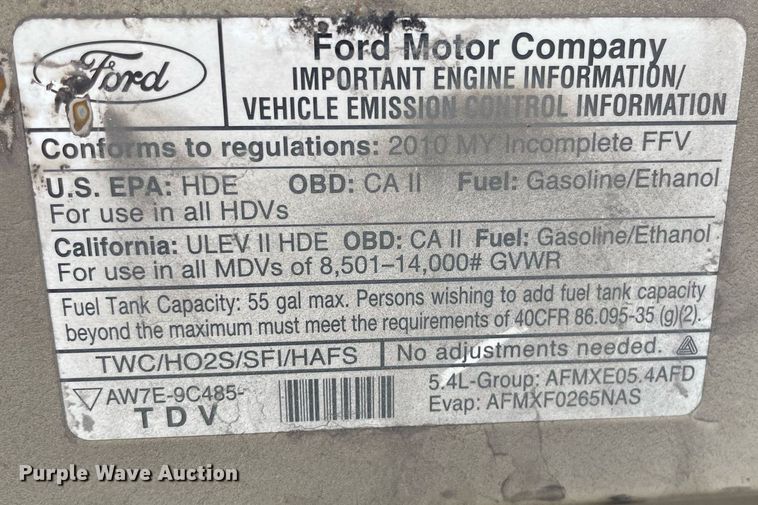 Ford
Ford Motor Company
IMPORTANT ENGINE INFORMATION/
VEHICLE EMISSION CONTROL INFORMATION
Conforms to regulations: 2010 MY Incomplete FFV
U.S. EPA: HDE OBD: CA II Fuel: Gasoline/Ethanol
For use in all HDVs
California: ULEV II HDE OBD: CA II Fuel: Gasoline/Ethanol
For use in all MDVs of 8,501–14,000# GVWR
Fuel Tank Capacity: 55 gal max. Persons wishing to add fuel tank capacity
beyond the maximum must meet the requirements of 40CFR 86.095-35 (g)(2).
TWC/HO2S/SFI/HAFS No adjustments needed.
AW7E-9C485-
TDV
5.4L-Group: AFMXE05.4AFD
Evap: AFMXF0265NAS
Purple Wave Auction